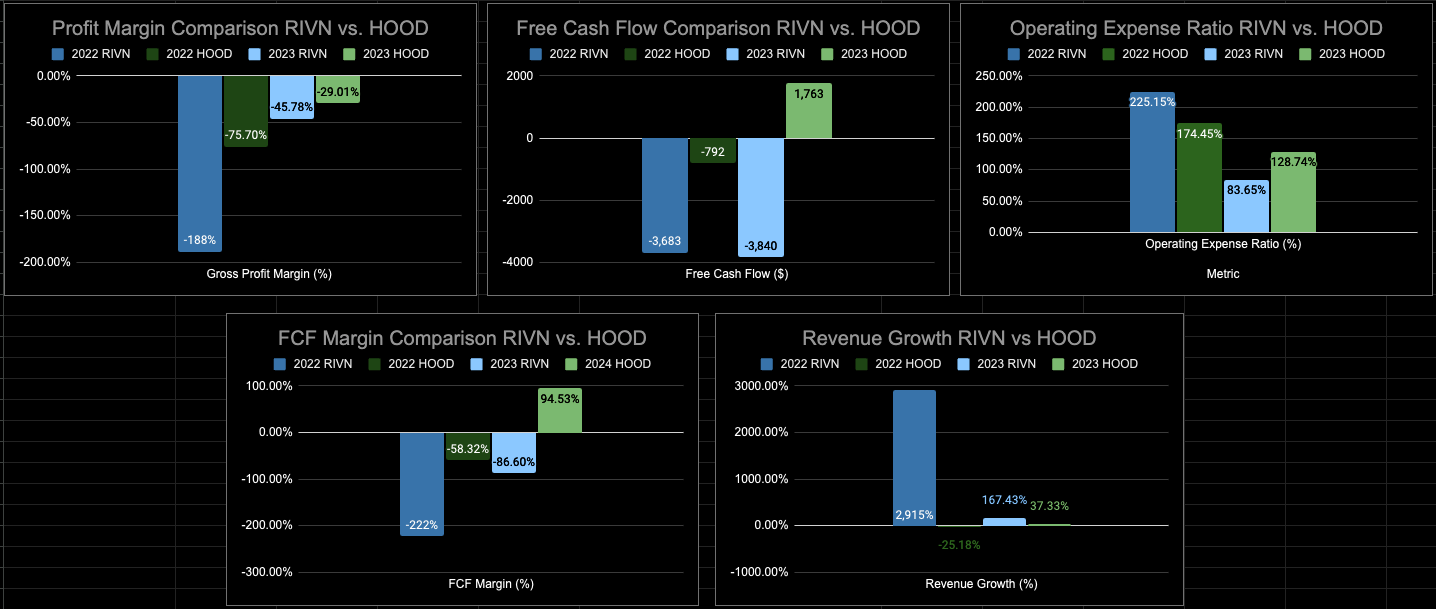 Profit Margin Comparison RIVN vs. HOOD
2022 RIVN 2022 HOOD 2023 RIVN 2023 HOOD
0.00%
-50.00%
-100.00%
-150.00%
-200.00%
-188%
-75.70%
-45.78%
-29.01%
Gross Profit Margin (%)
Free Cash Flow Comparison RIVN vs. HOOD
2022 RIVN 2022 HOOD 2023 RIVN 2023 HOOD
2000
0
-2000
-4000
-3,683
-792
-3,840
1,763
Free Cash Flow ($)
Operating Expense Ratio RIVN vs. HOOD
2022 RIVN 2022 HOOD 2023 RIVN 2023 HOOD
250.00%
200.00%
150.00%
100.00%
50.00%
0.00%
225.15%
174.45%
83.65%
128.74%
Operating Expense Ratio (%)
Metric
FCF Margin Comparison RIVN vs. HOOD
2022 RIVN 2022 HOOD 2023 RIVN 2024 HOOD
100.00%
0.00%
-100.00%
-200.00%
-300.00%
-222%
-58.32%
-86.60%
94.53%
FCF Margin (%)
Revenue Growth RIVN vs HOOD
2022 RIVN 2022 HOOD 2023 RIVN 2023 HOOD
3000.00%
2000.00%
1000.00%
0.00%
-1000.00%
2,915%
-25.18%
167.43%
37.33%
Revenue Growth (%)